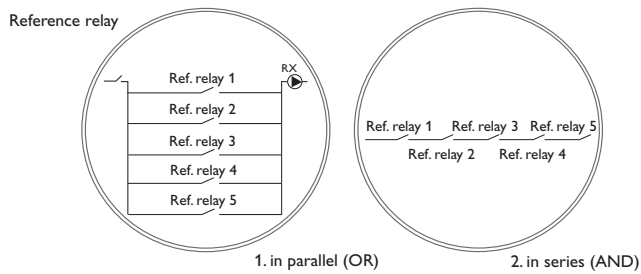 Reference relay
RX
Ref. relay 1
Ref. relay 2
Ref. relay 3
Ref. relay 4
Ref. relay 5
1. in parallel (OR)
Ref. relay 1 Ref. relay 3 Ref. relay 5
Ref. relay 2 Ref. relay 4
2. in series (AND)